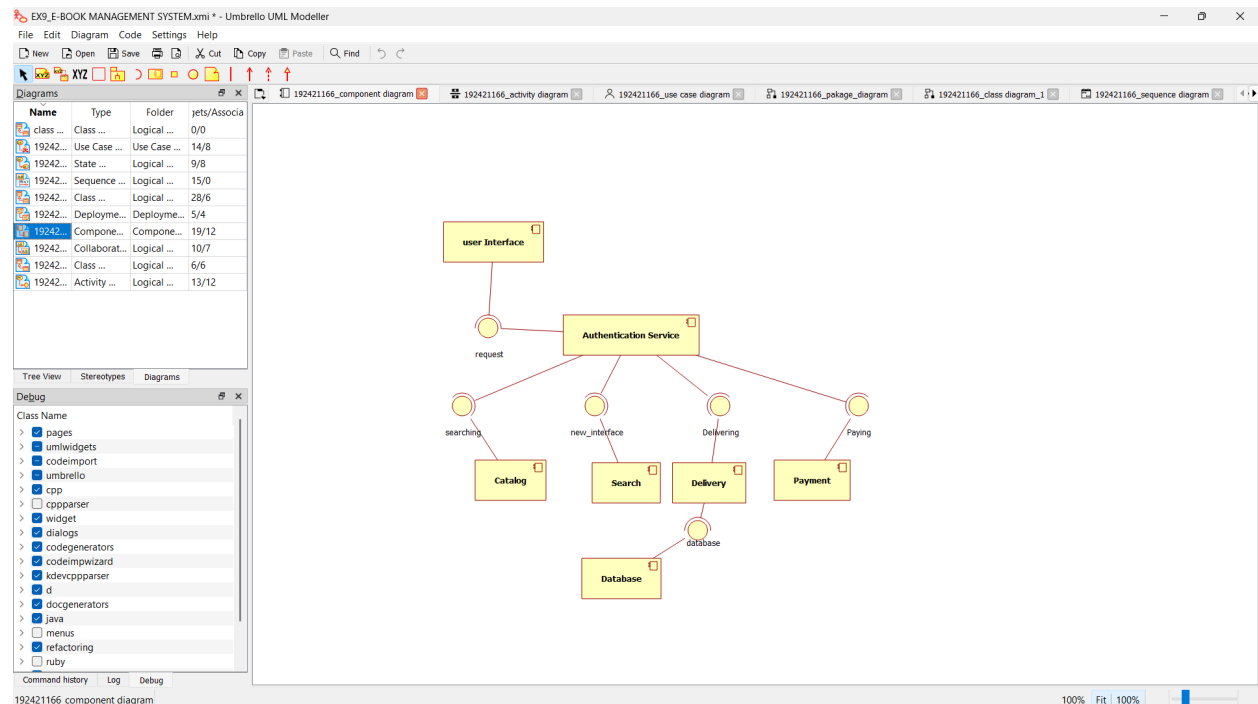 EX9_E-BOOK MANAGEMENT SYSTEM.xmi * - Umbrello UML Modeller
File Edit Diagram Code Settings Help
New Open Save Cut Copy Paste Find
XYZ XYZ
Diagrams
192421166_component diagram 192421166_activity diagram 192421166_use case diagram 192421166_pakage_diagram 192421166_class diagram_1 192421166_sequence diagram
Name Type Folder jets/Associa
class ... Class ... Logical ... 0/0
19242... Use Case ... Use Case ... 14/8
19242... State ... Logical ... 9/8
19242... Sequence ... Logical ... 15/0
19242... Class ... Logical ... 28/6
19242... Deployme... Deployme... 5/4
19242... Compone... Compone... 19/12
19242... Collaborat... Logical ... 10/7
19242... Class ... Logical ... 6/6
19242... Activity ... Logical ... 13/12
Tree View Stereotypes Diagrams
Debug
Class Name
pages
umlwidgets
codeimport
umbrello
cpp
cppparser
widget
dialogs
codegenerators
codeimpwizard
kdevcppparser
d
docgenerators
java
menus
refactoring
ruby
Command history Log Debug
user Interface
request
Authentication Service
searching
new_interface
Delivering
Paying
Catalog
Search
Delivery
Payment
database
Database
192421166_component diagram
100% Fit 100%